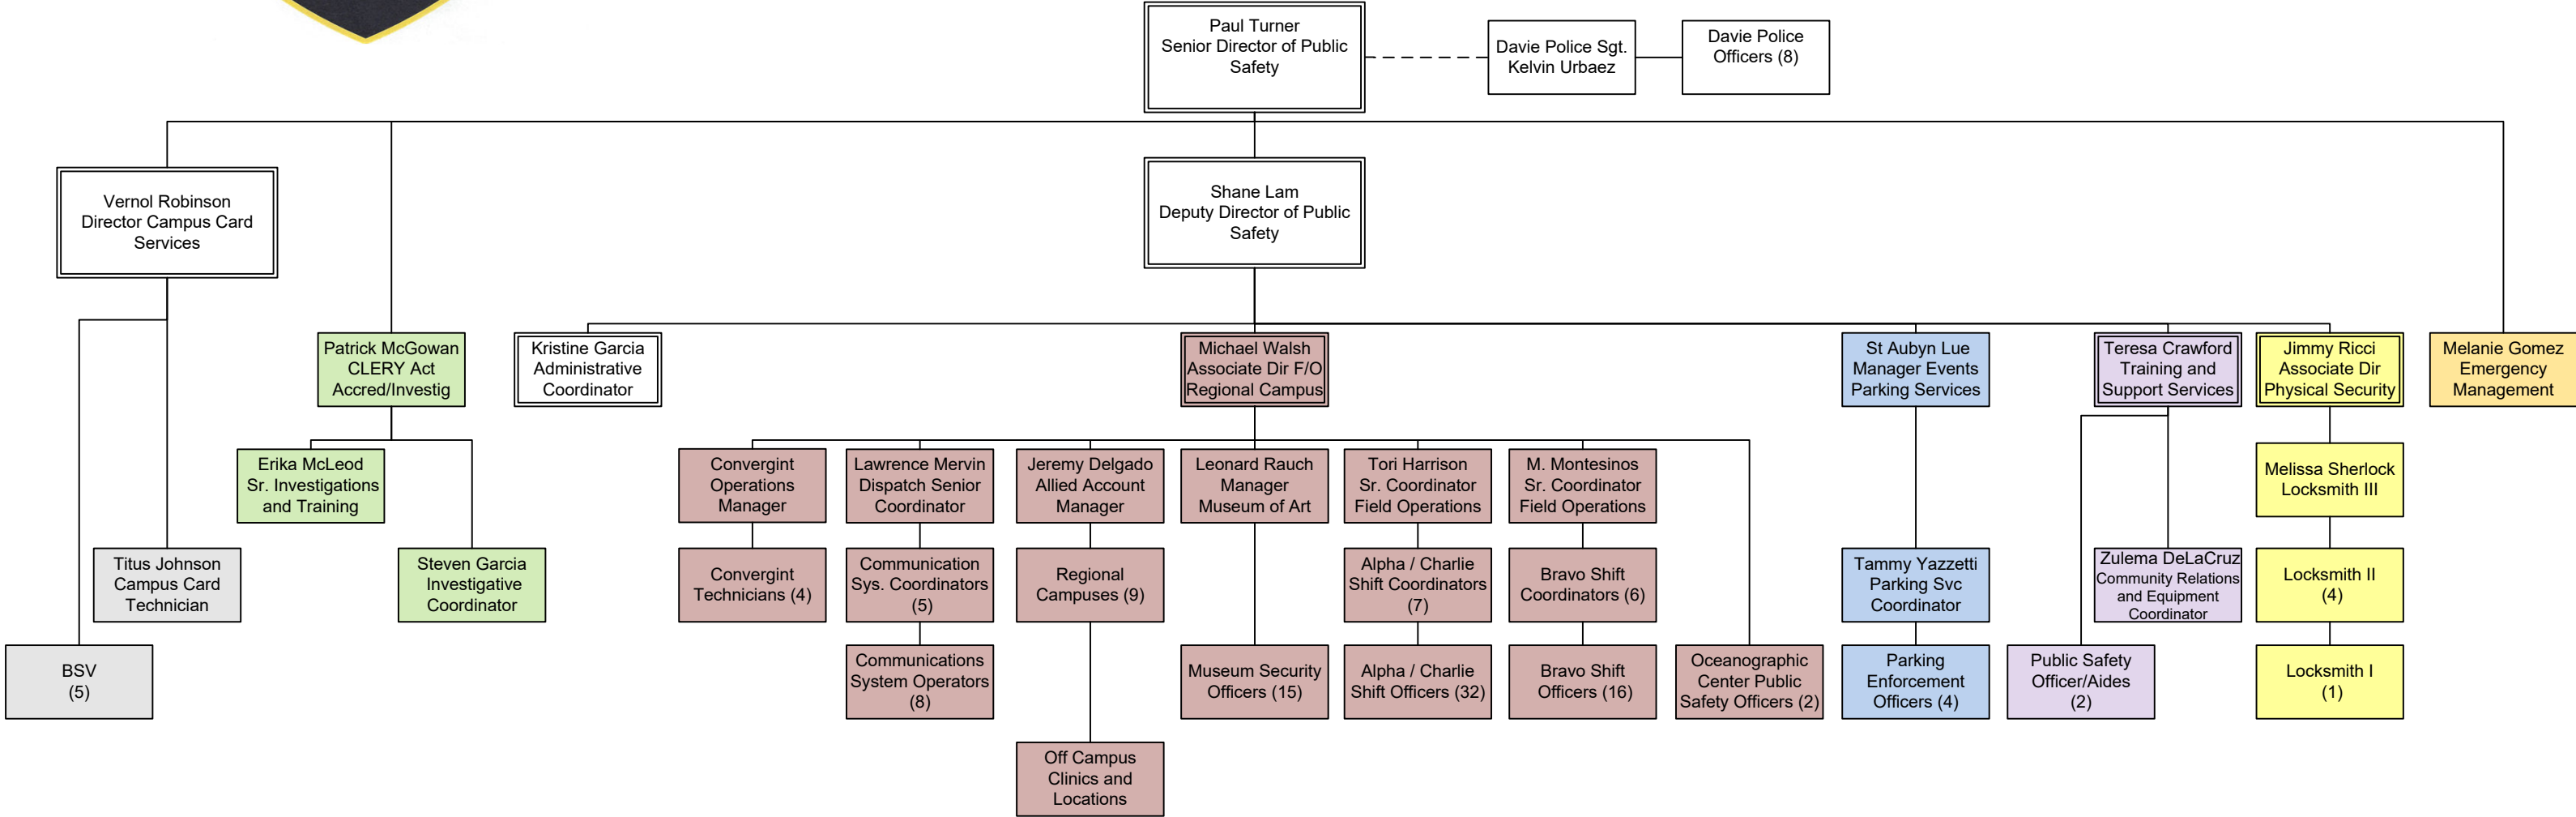 Paul Turner
Senior Director of Public
Safety
Davie Police Sgt.
Kelvin Urbaez
Davie Police
Officers (8)
Vernol Robinson
Director Campus Card
Services
Shane Lam
Deputy Director of Public
Safety
Patrick McGowan
CLERY Act
Accred/Investig
Kristine Garcia
Administrative
Coordinator
Michael Walsh
Associate Dir F/O
Regional Campus
St Aubyn Lue
Manager Events
Parking Services
Teresa Crawford
Training and
Support Services
Jimmy Ricci
Associate Dir
Physical Security
Melanie Gomez
Emergency
Management
Erika McLeod
Sr. Investigations
and Training
Convergint
Operations
Manager
Lawrence Mervin
Dispatch Senior
Coordinator
Jeremy Delgado
Allied Account
Manager
Leonard Rauch
Manager
Museum of Art
Tori Harrison
Sr. Coordinator
Field Operations
M. Montesinos
Sr. Coordinator
Field Operations
Melissa Sherlock
Locksmith III
Titus Johnson
Campus Card
Technician
Steven Garcia
Investigative
Coordinator
Convergint
Technicians (4)
Communication
Sys. Coordinators
(5)
Regional
Campuses (9)
Alpha / Charlie
Shift Coordinators
(7)
Bravo Shift
Coordinators (6)
Tammy Yazzetti
Parking Svc
Coordinator
Zulema DeLaCruz
Community Relations
and Equipment
Coordinator
Locksmith II
(4)
BSV
(5)
Communications
System Operators
(8)
Museum Security
Officers (15)
Alpha / Charlie
Shift Officers (32)
Bravo Shift
Officers (16)
Oceanographic
Center Public
Safety Officers (2)
Parking
Enforcement
Officers (4)
Public Safety
Officer/Aides
(2)
Locksmith I
(1)
Off Campus
Clinics and
Locations